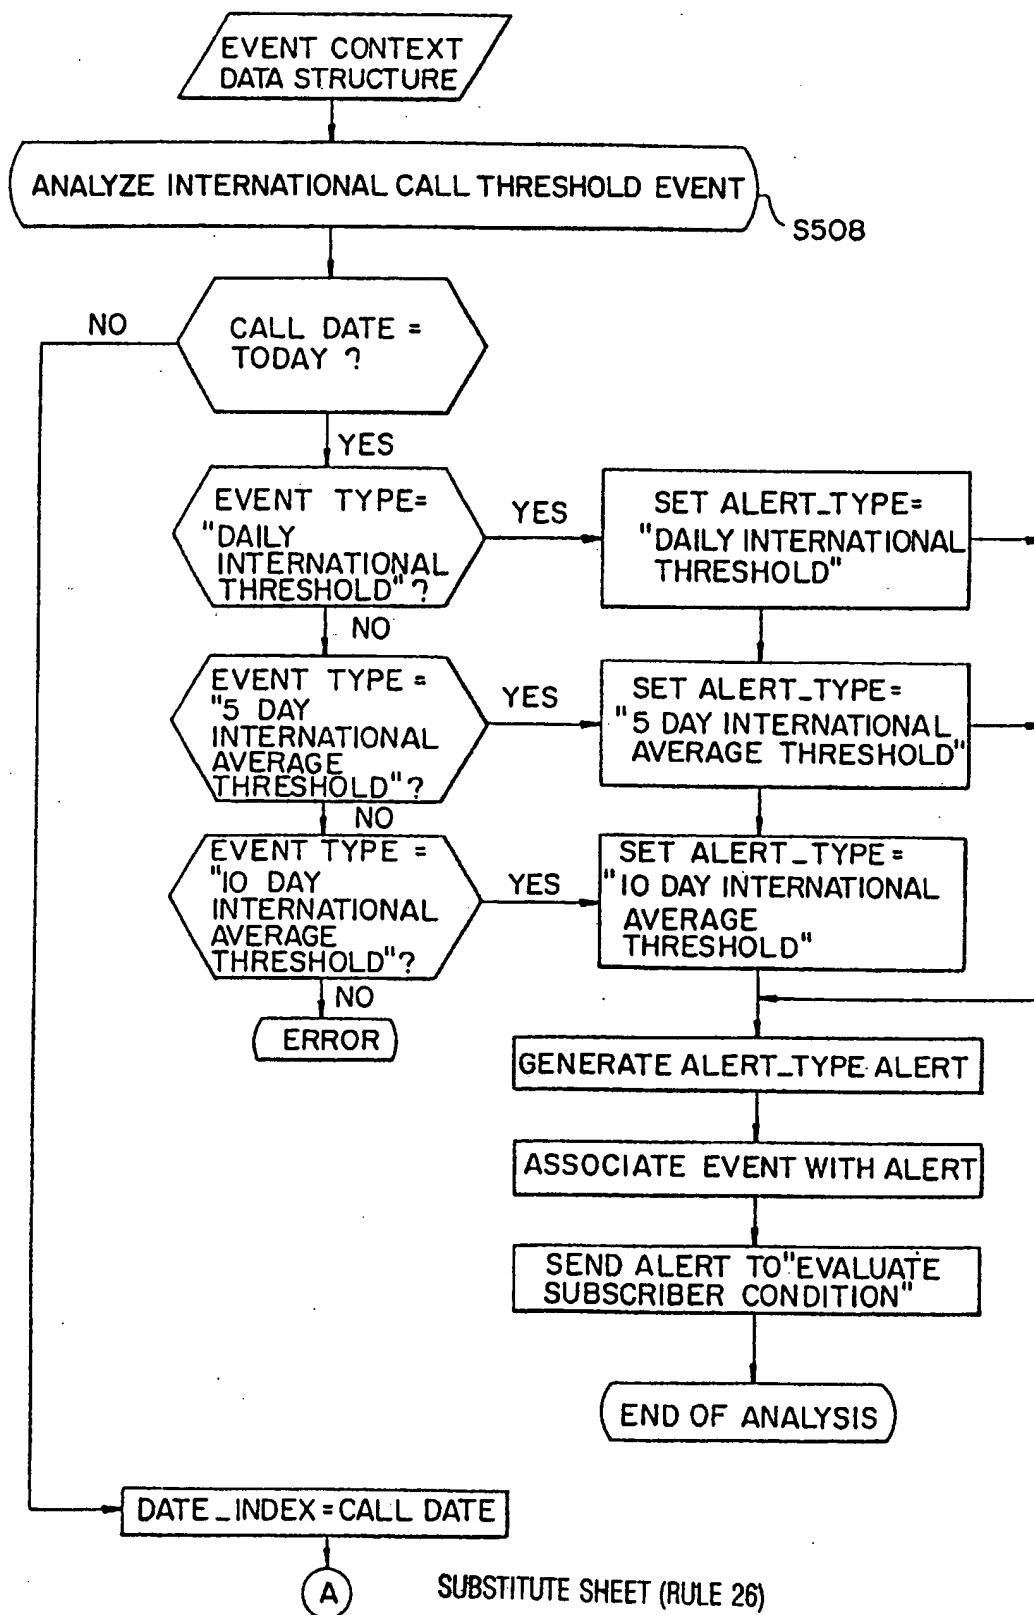 EVENT CONTEXT
DATA STRUCTURE
ANALYZE INTERNATIONAL CALL THRESHOLD EVENT
S508
NO
CALL DATE =
TODAY ?
YES
EVENT TYPE=
"DAILY
INTERNATIONAL
THRESHOLD" ?
YES
SET ALERT_TYPE=
"DAILY INTERNATIONAL
THRESHOLD"
NO
EVENT TYPE =
"5 DAY
INTERNATIONAL
AVERAGE
THRESHOLD"?
YES
SET ALERT_TYPE=
"5 DAY INTERNATIONAL
AVERAGE THRESHOLD"
NO
EVENT TYPE =
"10 DAY
INTERNATIONAL
AVERAGE
THRESHOLD"?
YES
SET ALERT_TYPE=
"10 DAY INTERNATIONAL
AVERAGE
THRESHOLD"
NO
ERROR
GENERATE ALERT_TYPE ALERT
ASSOCIATE EVENT WITH ALERT
SEND ALERT TO "EVALUATE
SUBSCRIBER CONDITION"
END OF ANALYSIS
DATE_INDEX=CALL DATE
A
SUBSTITUTE SHEET (RULE 26)